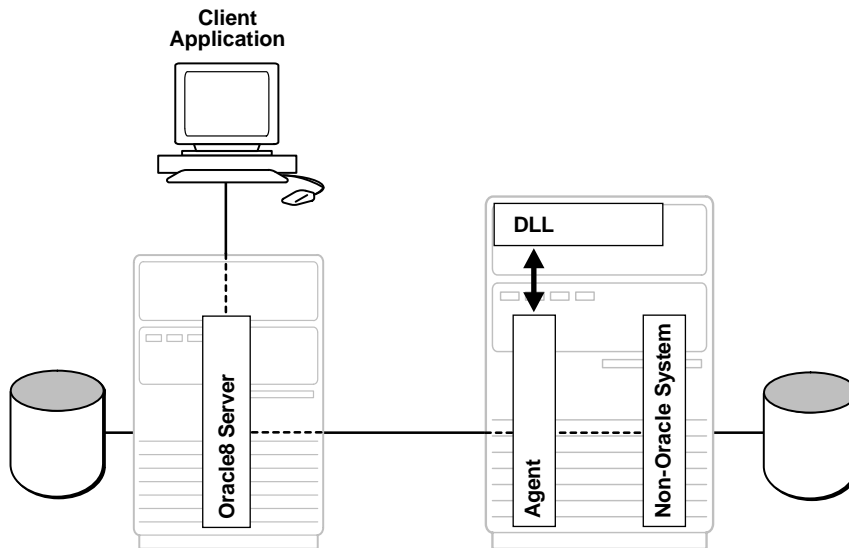 Client
Application
DLL
Oracle8 Server
Agent
Non-Oracle System